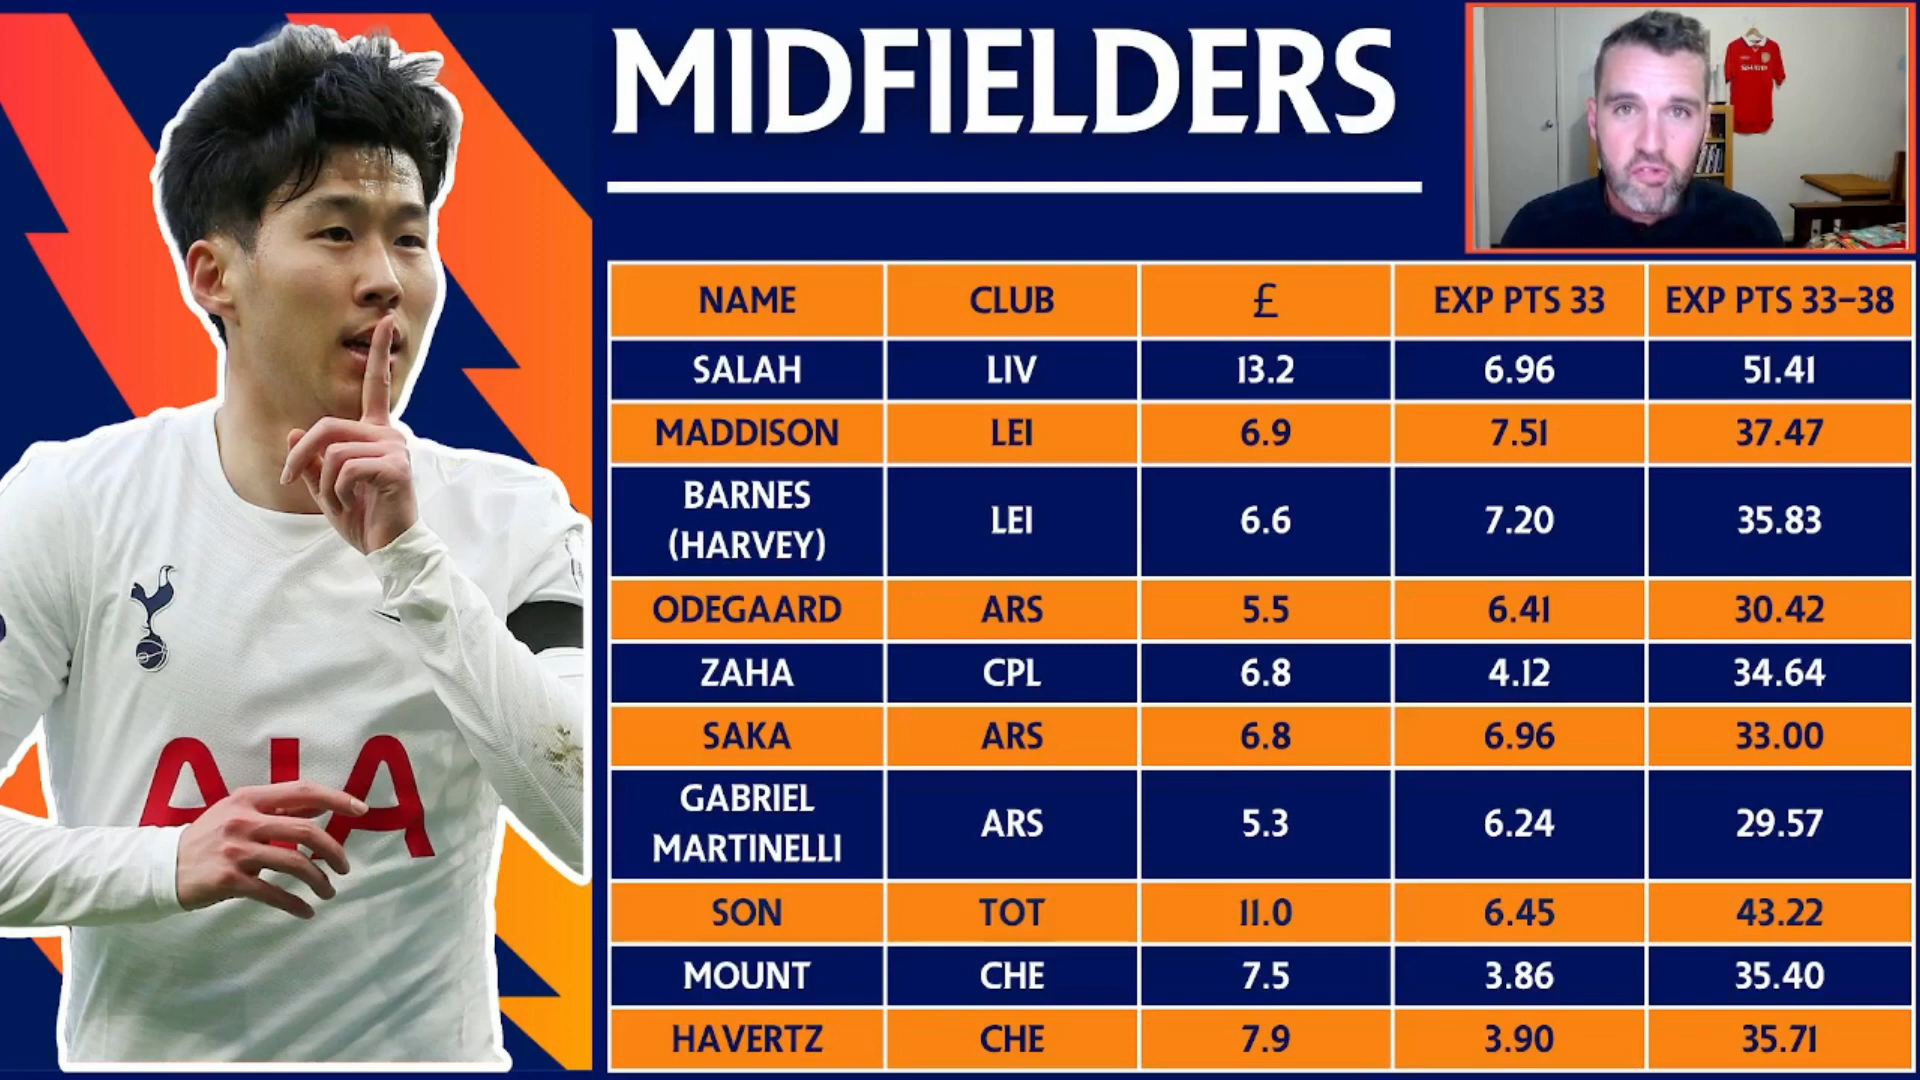 MIDFIELDERS
NAME CLUB £ EXP PTS 33 EXP PTS 33-38
SALAH LIV 13.2 6.96 51.41
MADDISON LEI 6.9 7.51 37.47
BARNES
(HARVEY) LEI 6.6 7.20 35.83
ODEGAARD ARS 5.5 6.41 30.42
ZAHA CPL 6.8 4.12 34.64
SAKA ARS 6.8 6.96 33.00
GABRIEL
MARTINELLI ARS 5.3 6.24 29.57
SON TOT 11.0 6.45 43.22
MOUNT CHE 7.5 3.86 35.40
HAVERTZ CHE 7.9 3.90 35.71
AIA
SHARP